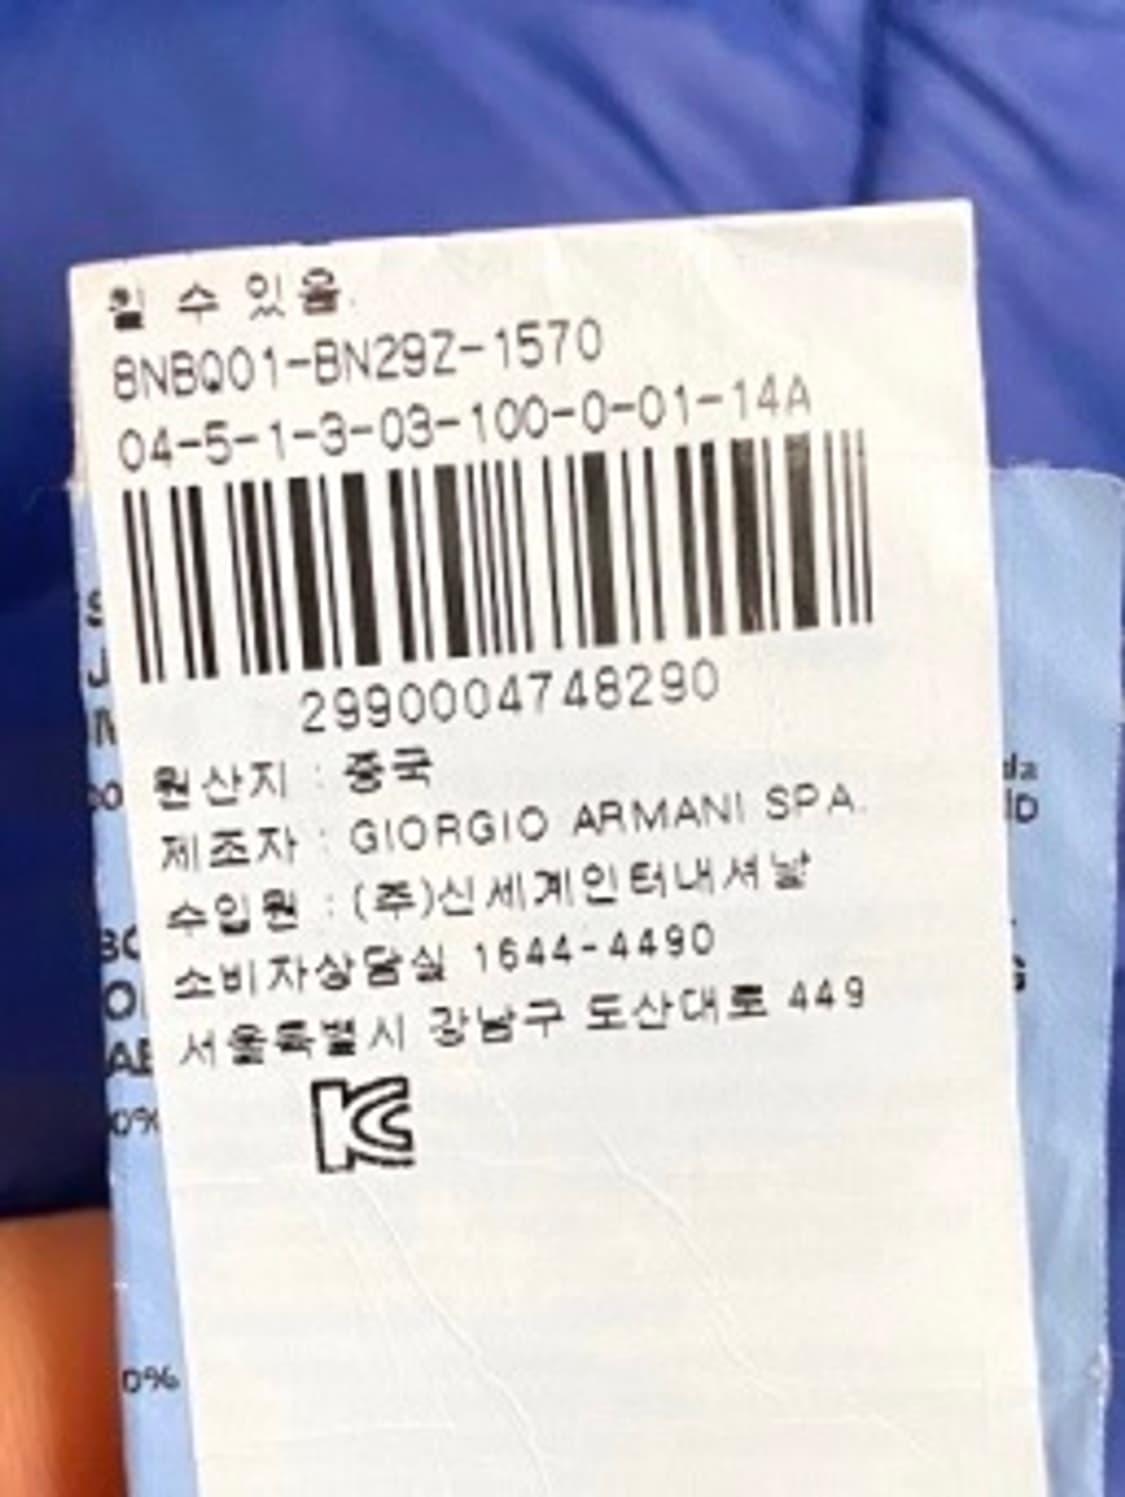 수 있음.
8NBQ01-BN29Z-1570
04-5-1-3-03-100-0-01-14A
2990004748290
원산지 : 중국
제조자 : GIORGIO ARMANI SPA.
수입원 : (주)신세계인터내셔날
소비자상담실 1644-4490
서울특별시 강남구 도산대로 449
KC
0%
0%